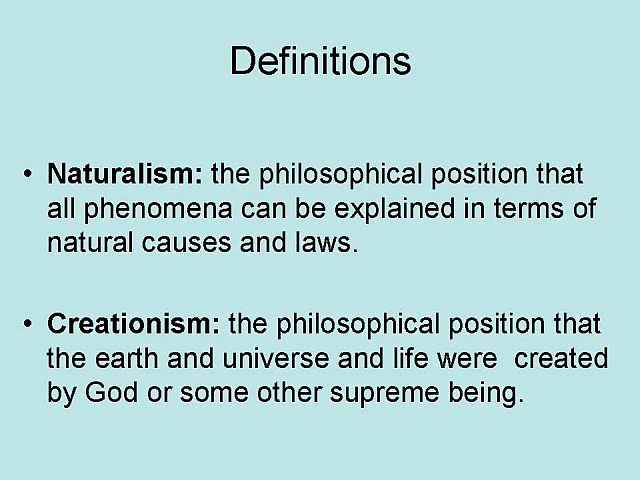 Definitions
• Naturalism: the philosophical position that
all phenomena can be explained in terms of
natural causes and laws.
• Creationism: the philosophical position that
the earth and universe and life were  created
by God or some other supreme being.